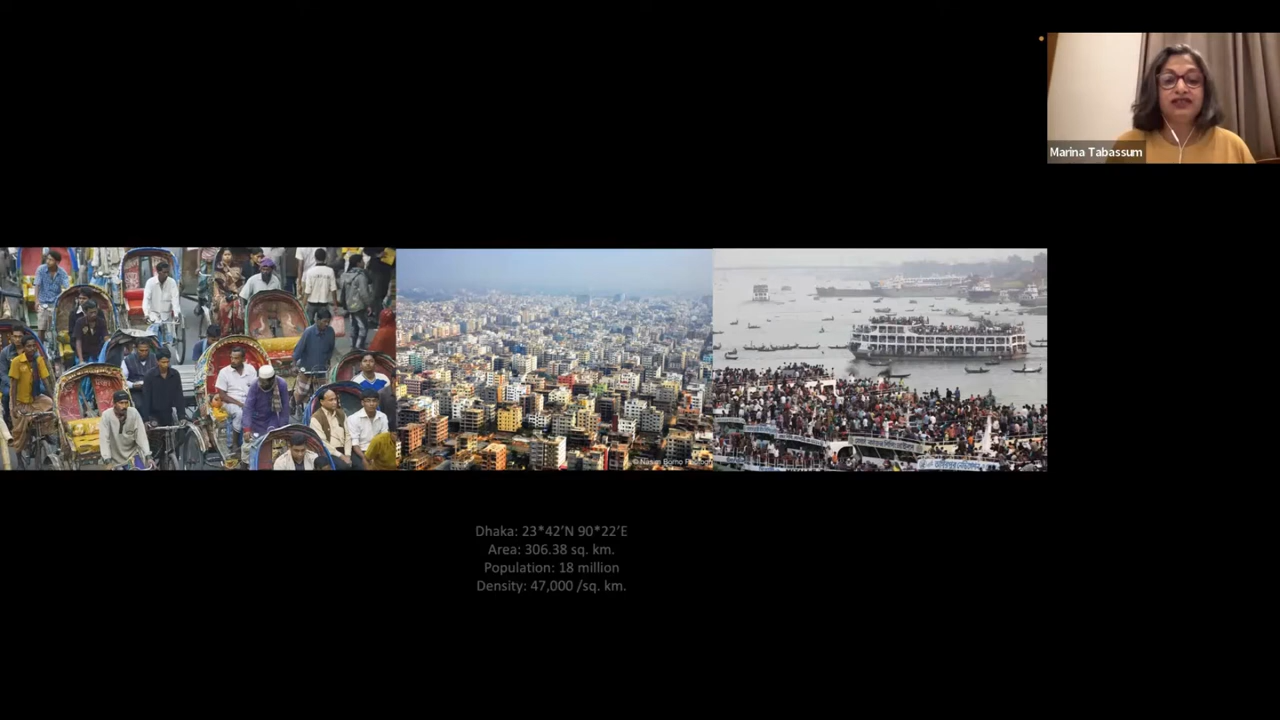 Marina Tabassum
Dhaka: 23*42’N 90*22’E
Area: 306.38 sq. km.
Population: 18 million
Density: 47,000 /sq. km.